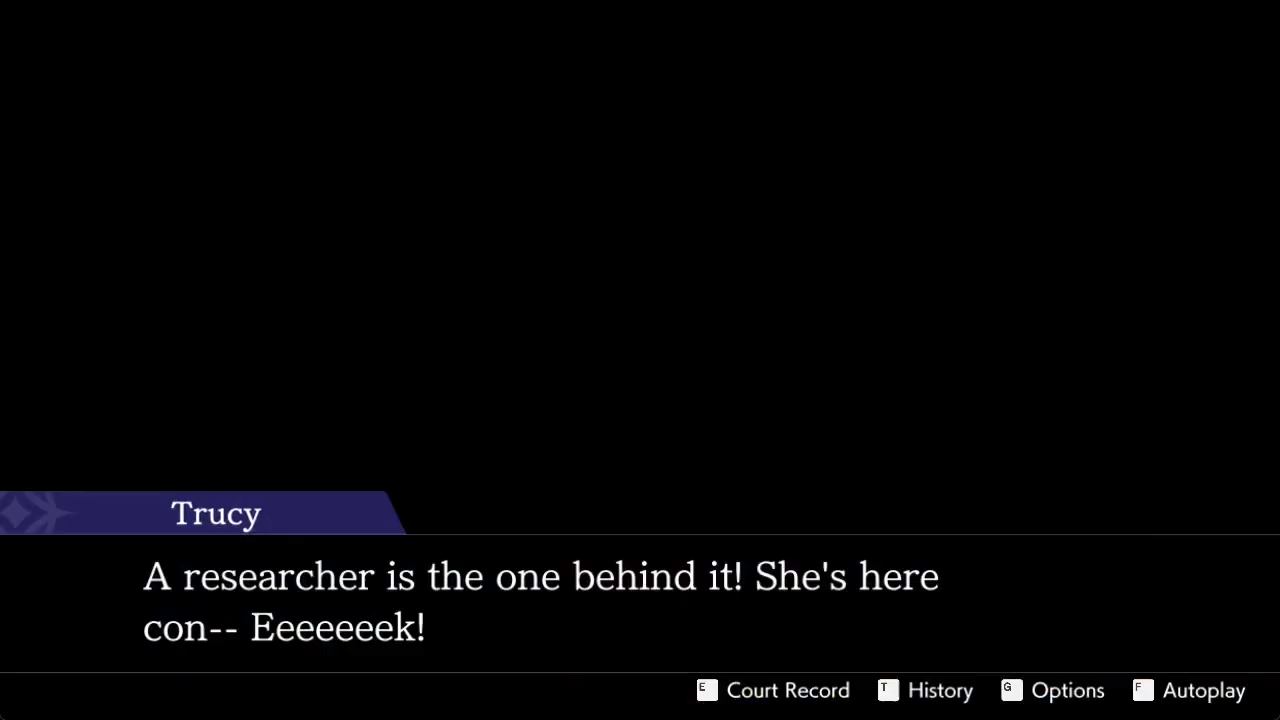 Trucy
A researcher is the one behind it! She's here
con-- Eeeeeeek!
E Court Record T History G Options F Autoplay